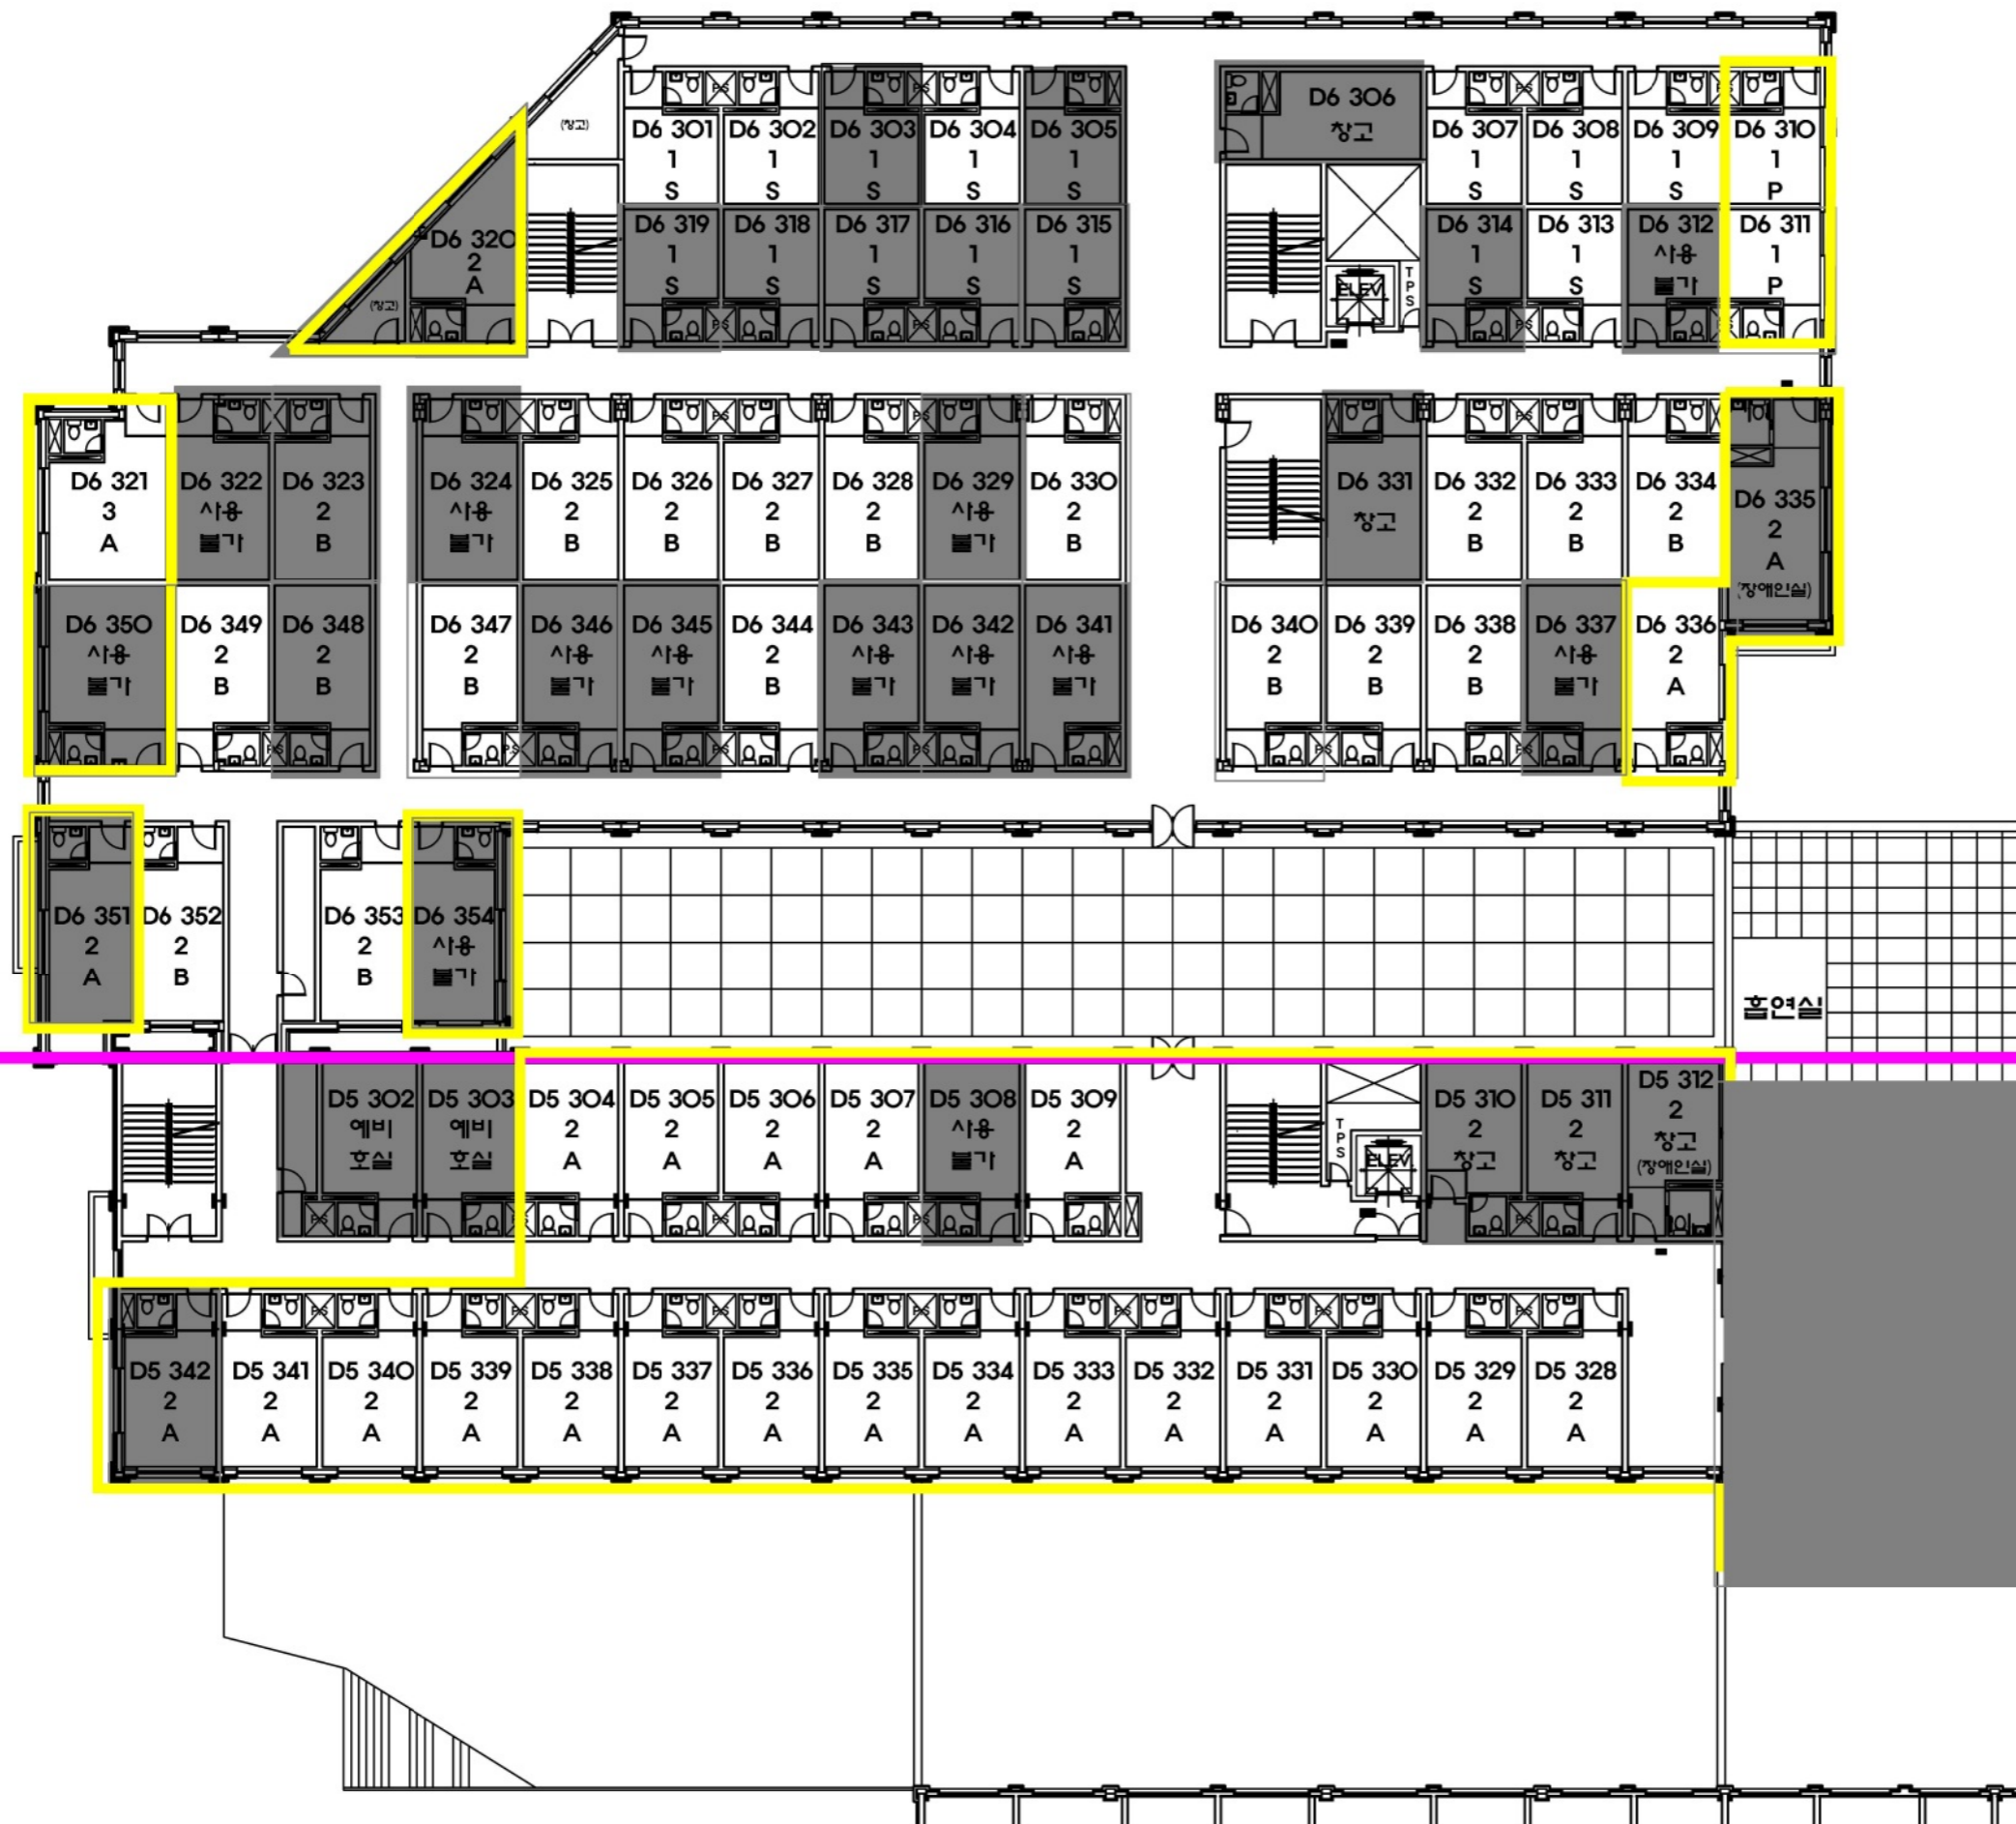 (창고)
D6 301
1
S
D6 302
1
S
D6 303
1
S
D6 304
1
S
D6 305
1
S
D6 306
창고
D6 307
1
S
D6 308
1
S
D6 309
1
S
D6 310
1
P
D6 320
2
A
(창고)
D6 319
1
S
D6 318
1
S
D6 317
1
S
D6 316
1
S
D6 315
1
S
ELEV
TPS
D6 314
1
S
D6 313
1
S
D6 312
사용
불가
D6 311
1
P
D6 321
3
A
D6 322
사용
불가
D6 323
2
B
D6 324
사용
불가
D6 325
2
B
D6 326
2
B
D6 327
2
B
D6 328
2
B
D6 329
사용
불가
D6 330
2
B
D6 331
창고
D6 332
2
B
D6 333
2
B
D6 334
2
B
D6 335
2
A
(장애인실)
D6 350
사용
불가
D6 349
2
B
D6 348
2
B
D6 347
2
B
D6 346
사용
불가
D6 345
사용
불가
D6 344
2
B
D6 343
사용
불가
D6 342
사용
불가
D6 341
사용
불가
D6 340
2
B
D6 339
2
B
D6 338
2
B
D6 337
사용
불가
D6 336
2
A
D6 351
2
A
D6 352
2
B
D6 353
2
B
D6 354
사용
불가
흡연실
D5 302
예비
호실
D5 303
예비
호실
D5 304
2
A
D5 305
2
A
D5 306
2
A
D5 307
2
A
D5 308
사용
불가
D5 309
2
A
TPS
ELEV
D5 310
2
창고
D5 311
2
창고
D5 312
2
창고
(장애인실)
D5 342
2
A
D5 341
2
A
D5 340
2
A
D5 339
2
A
D5 338
2
A
D5 337
2
A
D5 336
2
A
D5 335
2
A
D5 334
2
A
D5 333
2
A
D5 332
2
A
D5 331
2
A
D5 330
2
A
D5 329
2
A
D5 328
2
A